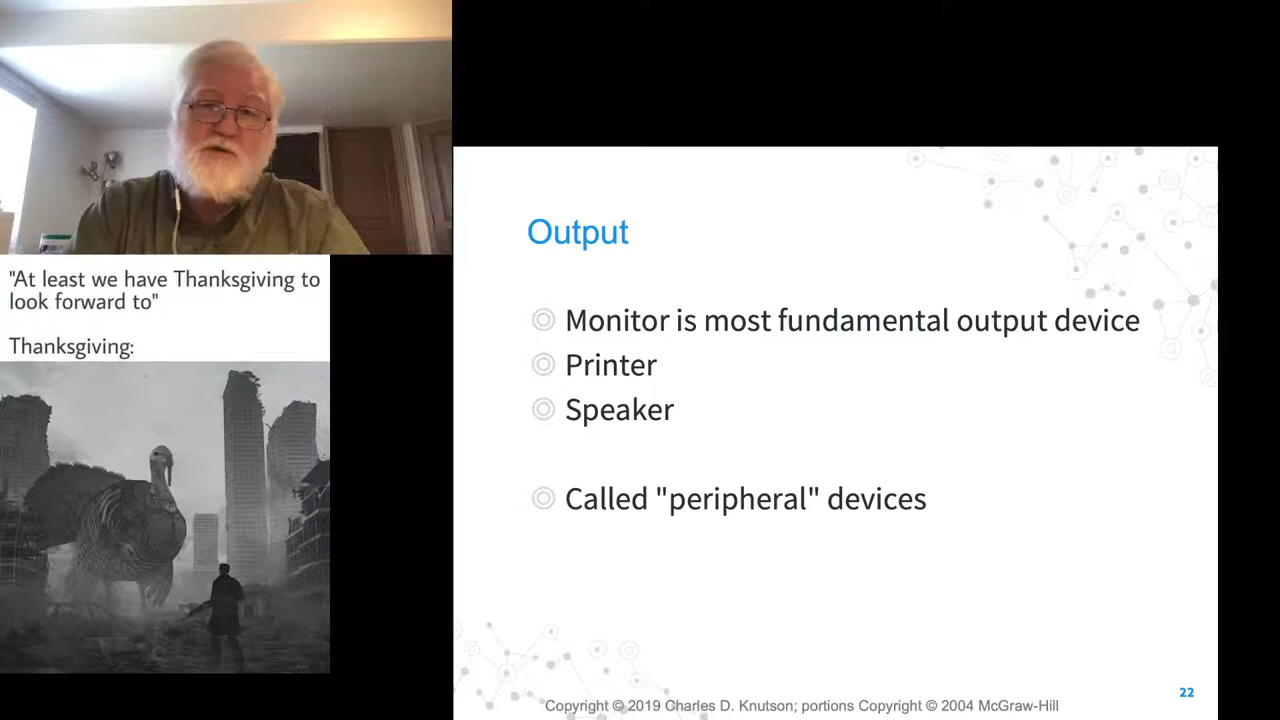 "At least we have Thanksgiving to
look forward to"
Thanksgiving:
Output
Monitor is most fundamental output device
Printer
Speaker
Called "peripheral" devices
22
Copyright © 2019 Charles D. Knutson; portions Copyright © 2004 McGraw-Hill